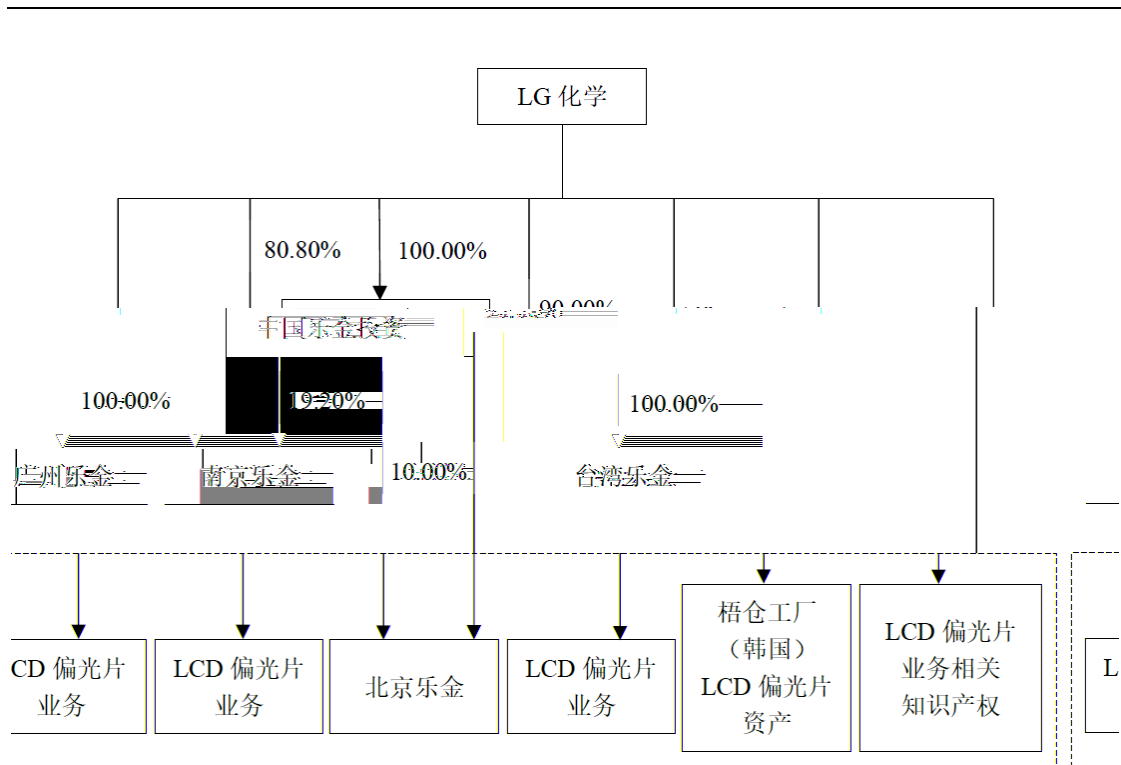 LG 化学
80.80%
100.00%
90.00%
中国乐金投资
100.00%
19.20%
100.00%
广州乐金
南京乐金
10.00%
台湾乐金
CD 偏光片
业务
LCD 偏光片
业务
北京乐金
LCD 偏光片
业务
梧仓工厂
（韩国）
LCD 偏光片
资产
LCD 偏光片
业务相关
知识产权
L